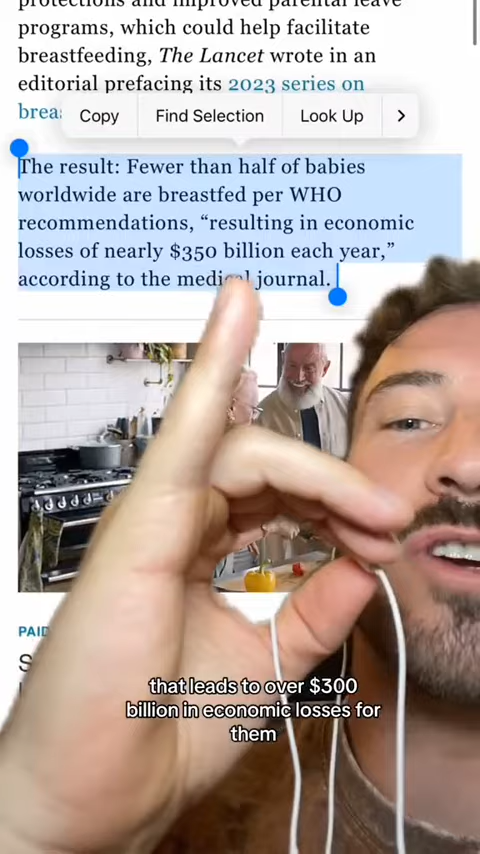 protections and improved parental leave
programs, which could help facilitate
breastfeeding, The Lancet wrote in an
editorial prefacing its 2023 series on
Copy Find Selection Look Up >
The result: Fewer than half of babies
worldwide are breastfed per WHO
recommendations, “resulting in economic
losses of nearly $350 billion each year,”
according to the medical journal.
PAID
that leads to over $300
billion in economic losses for
them